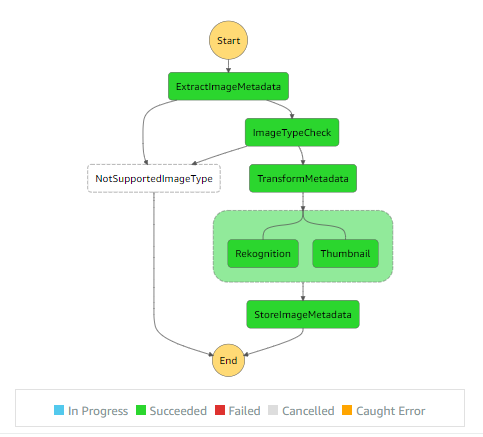 Start
ExtractImageMetadata
ImageTypeCheck
NotSupportedImageType
TransformMetadata
Rekognition
Thumbnail
StoreImageMetadata
End
In Progress Succeeded Failed Cancelled Caught Error